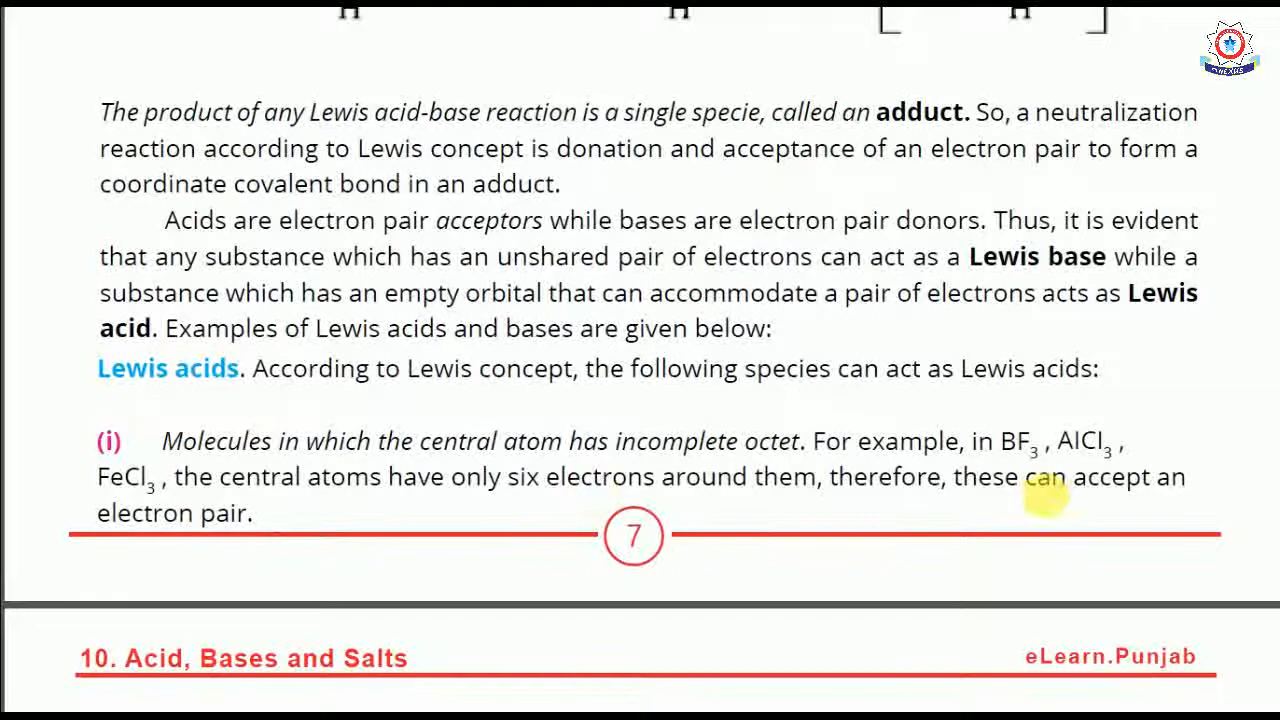 H H H
The product of any Lewis acid-base reaction is a single specie, called an adduct. So, a neutralization
reaction according to Lewis concept is donation and acceptance of an electron pair to form a
coordinate covalent bond in an adduct.
Acids are electron pair acceptors while bases are electron pair donors. Thus, it is evident
that any substance which has an unshared pair of electrons can act as a Lewis base while a
substance which has an empty orbital that can accommodate a pair of electrons acts as Lewis
acid. Examples of Lewis acids and bases are given below:
Lewis acids. According to Lewis concept, the following species can act as Lewis acids:
(i) Molecules in which the central atom has incomplete octet. For example, in BF₃ , AlCl₃ ,
FeCl₃ , the central atoms have only six electrons around them, therefore, these can accept an
electron pair.
7
10. Acid, Bases and Salts eLearn.Punjab